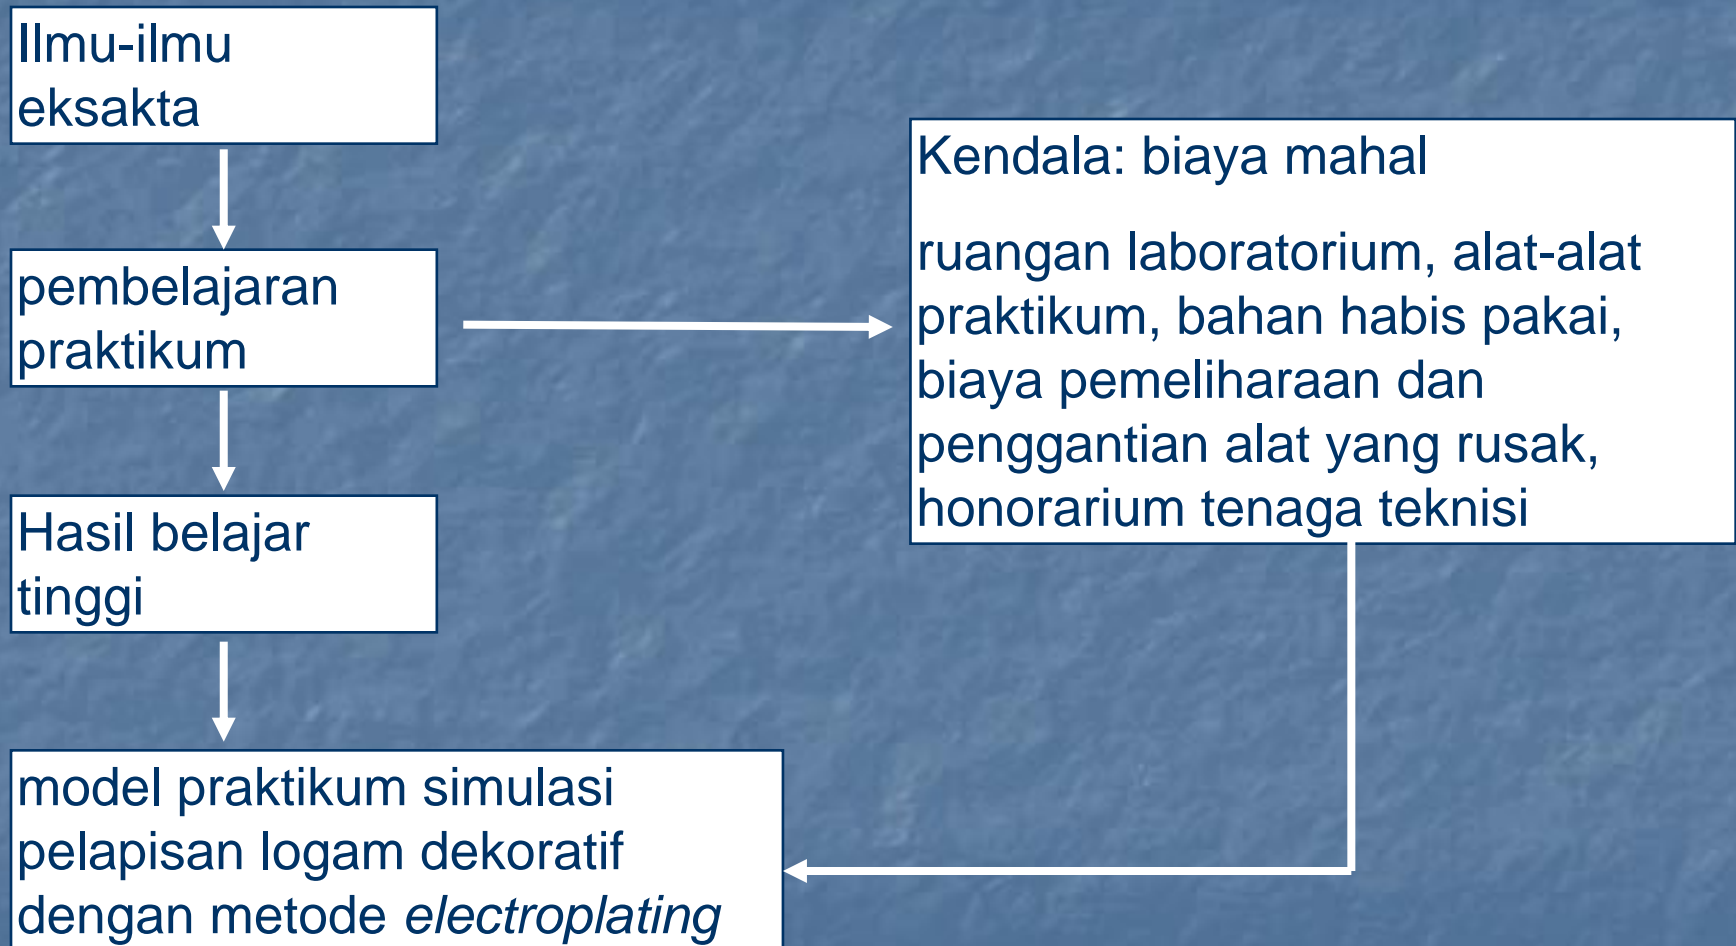 Ilmu-ilmu
eksakta
pembelajaran
praktikum
Hasil belajar
tinggi
Kendala: biaya mahal
ruangan laboratorium, alat-alat
praktikum, bahan habis pakai,
biaya pemeliharaan dan
penggantian alat yang rusak,
honorarium tenaga teknisi
model praktikum simulasi
pelapisan logam dekoratif
dengan metode electroplating